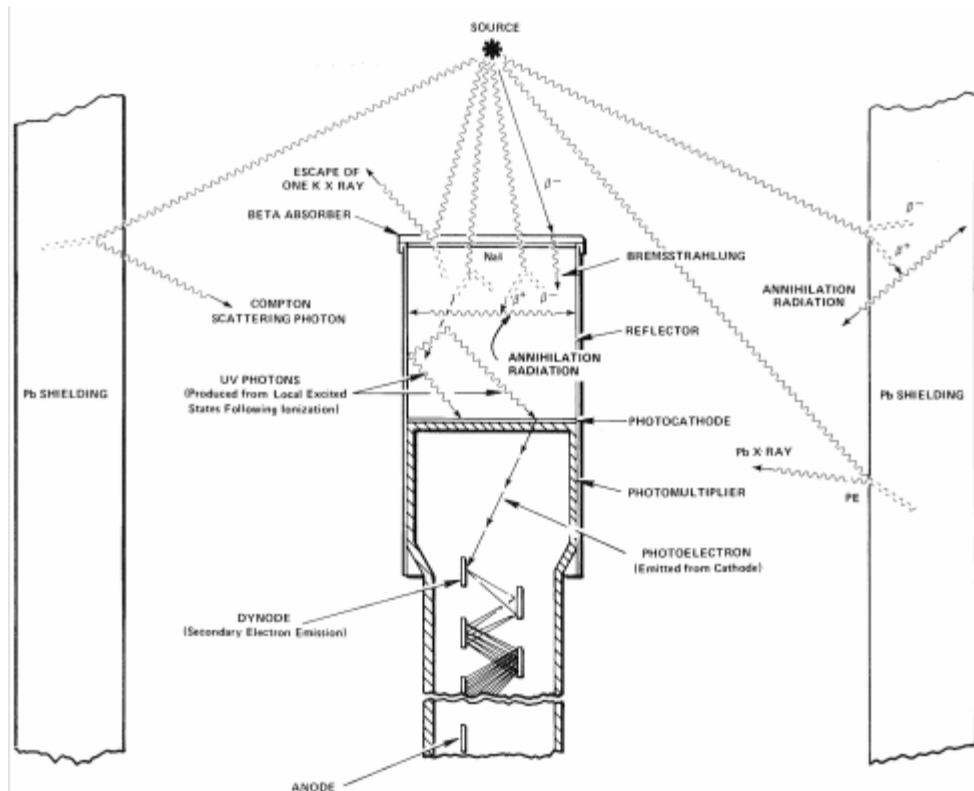 SOURCE
ESCAPE OF
ONE K X RAY
BETA ABSORBER
β−
NaI
BREMSSTRAHLUNG
β−
β+
β+
β−
COMPTON
SCATTERING PHOTON
ANNIHILATION
RADIATION
REFLECTOR
ANNIHILATION
RADIATION
UV PHOTONS
(Produced from Local Excited
States Following Ionization)
Pb SHIELDING
Pb SHIELDING
PHOTOCATHODE
Pb X RAY
PHOTOMULTIPLIER
PE
PHOTOELECTRON
(Emitted from Cathode)
DYNODE
(Secondary Electron Emission)
ANODE